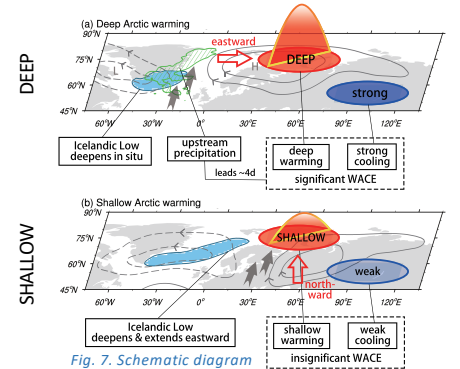 (a) Deep Arctic warming
DEEP
90°N
75°N
60°N
45°N
eastward
L
H
DEEP
strong
60°W
30°W
0°E
30°E
60°E
90°E
120°E
Icelandic Low
deepens in situ
upstream
precipitation
leads ~4d
deep
warming
strong
cooling
significant WACE
(b) Shallow Arctic warming
SHALLOW
90°N
75°N
60°N
45°N
SHALLOW
weak
north-
ward
60°W
30°W
0°E
30°E
60°E
90°E
120°E
Icelandic Low
deepens & extends eastward
shallow
warming
weak
cooling
insignificant WACE
Fig. 7. Schematic diagram